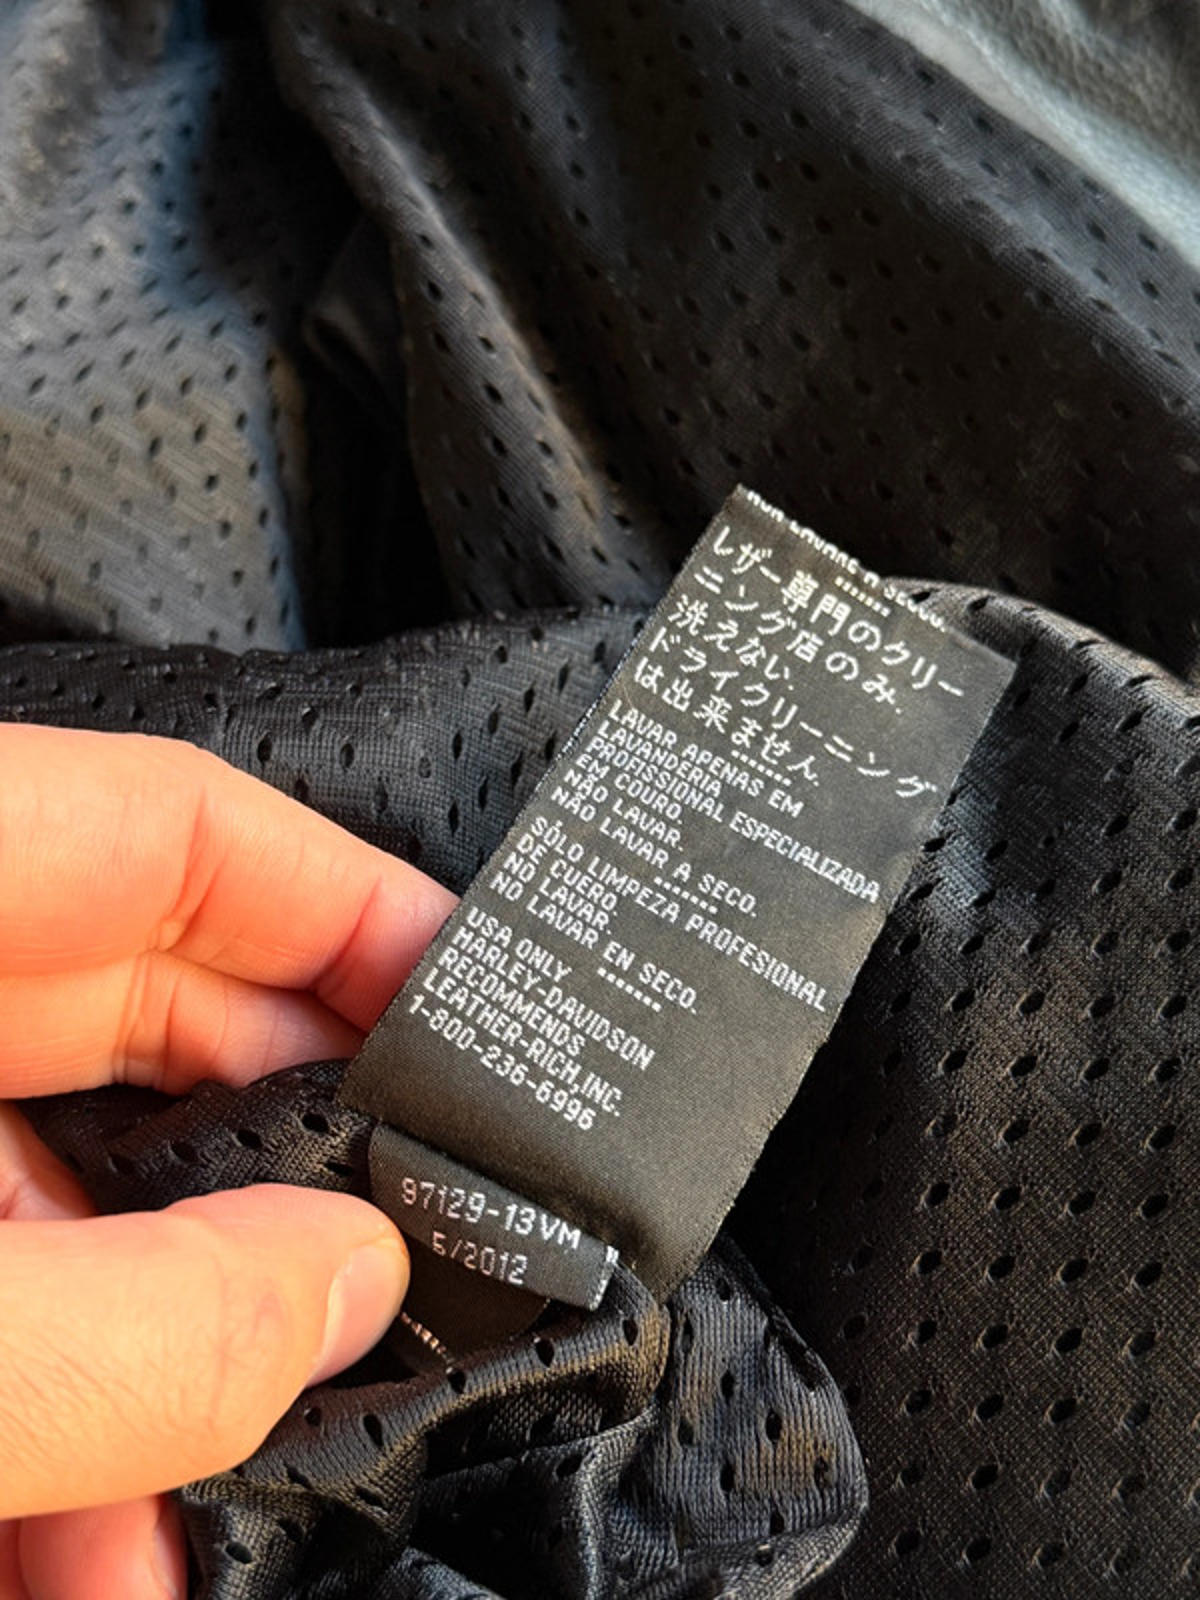 NON LAVARE A SECCO.
レザー専門のクリー
ニング店のみ.
洗えない.
ドライクリーニング
は出来ません.
LAVAR APENAS EM
LAVANDERIA
PROFISSIONAL ESPECIALIZADA
EM COURO.
NÃO LAVAR.
NÃO LAVAR A SECO.
SÓLO LIMPEZA PROFESIONAL
DE CUERO.
NO LAVAR.
NO LAVAR EN SECO.
USA ONLY
HARLEY-DAVIDSON
RECOMMENDS
LEATHER-RICH,INC.
1-800-236-6996
97129-13VM
5/2012